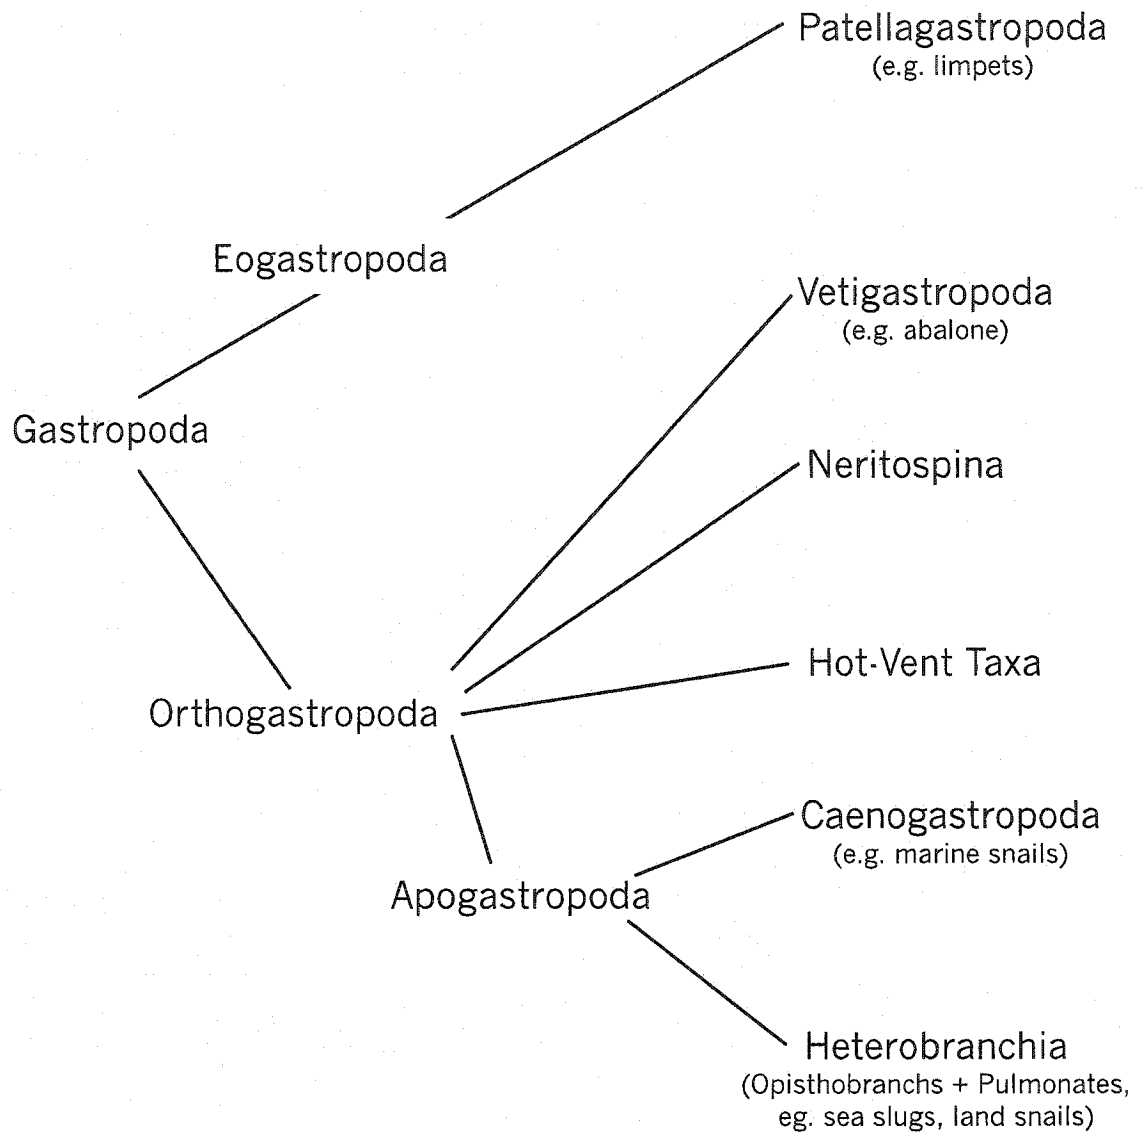 Patellagastropoda
(e.g. limpets)
Eogastropoda
Vetigastropoda
(e.g. abalone)
Gastropoda
Neritospina
Hot-Vent Taxa
Orthogastropoda
Caenogastropoda
(e.g. marine snails)
Apogastropoda
Heterobranchia
(Opisthobranchs + Pulmonates,
eg. sea slugs, land snails)